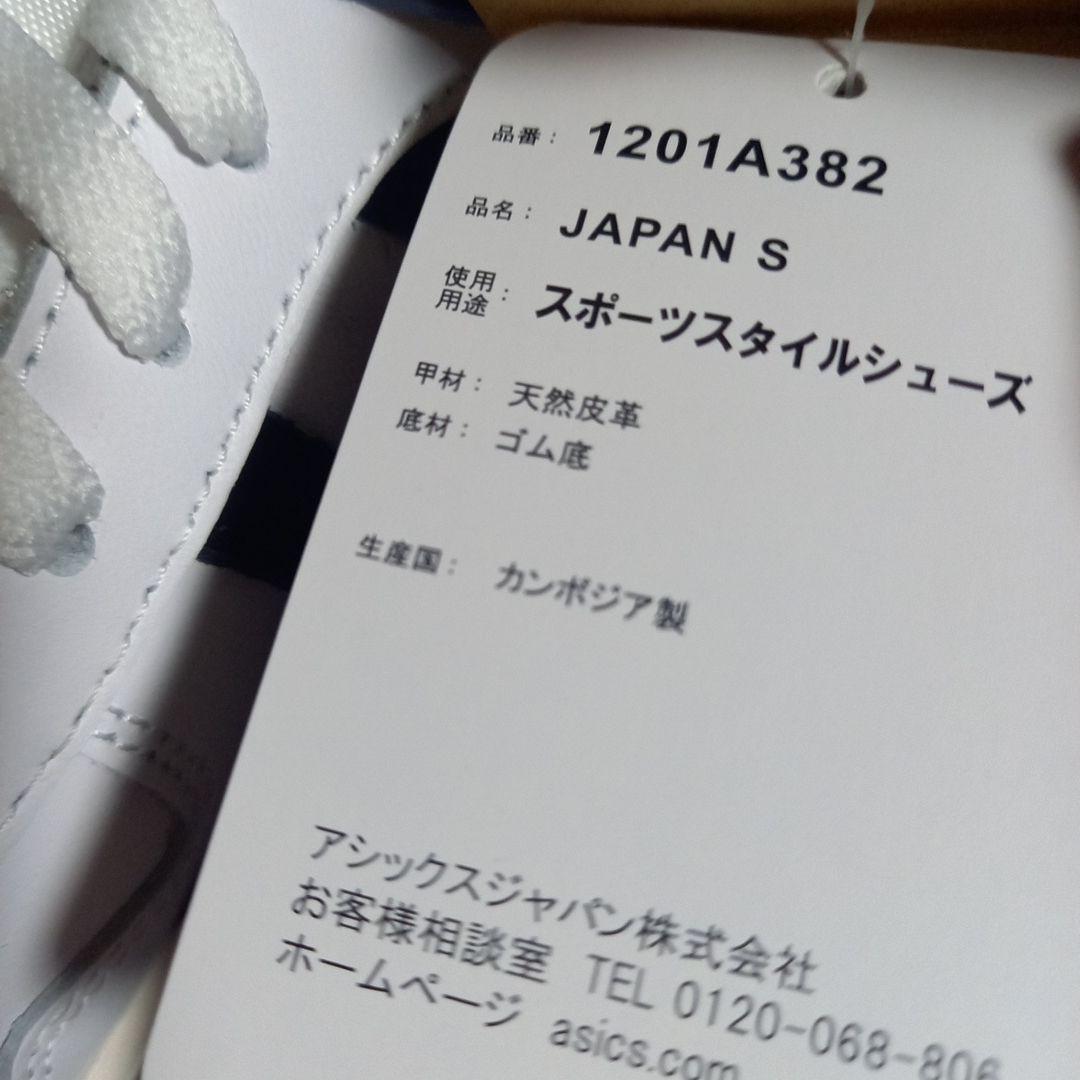 品番： 1201A382
品名： JAPAN S
使用用途： スポーツスタイルシューズ
甲材： 天然皮革
底材： ゴム底
生産国： カンボジア製
アシックスジャパン株式会社
お客様相談室 TEL 0120-068-806
ホームページ asics.com